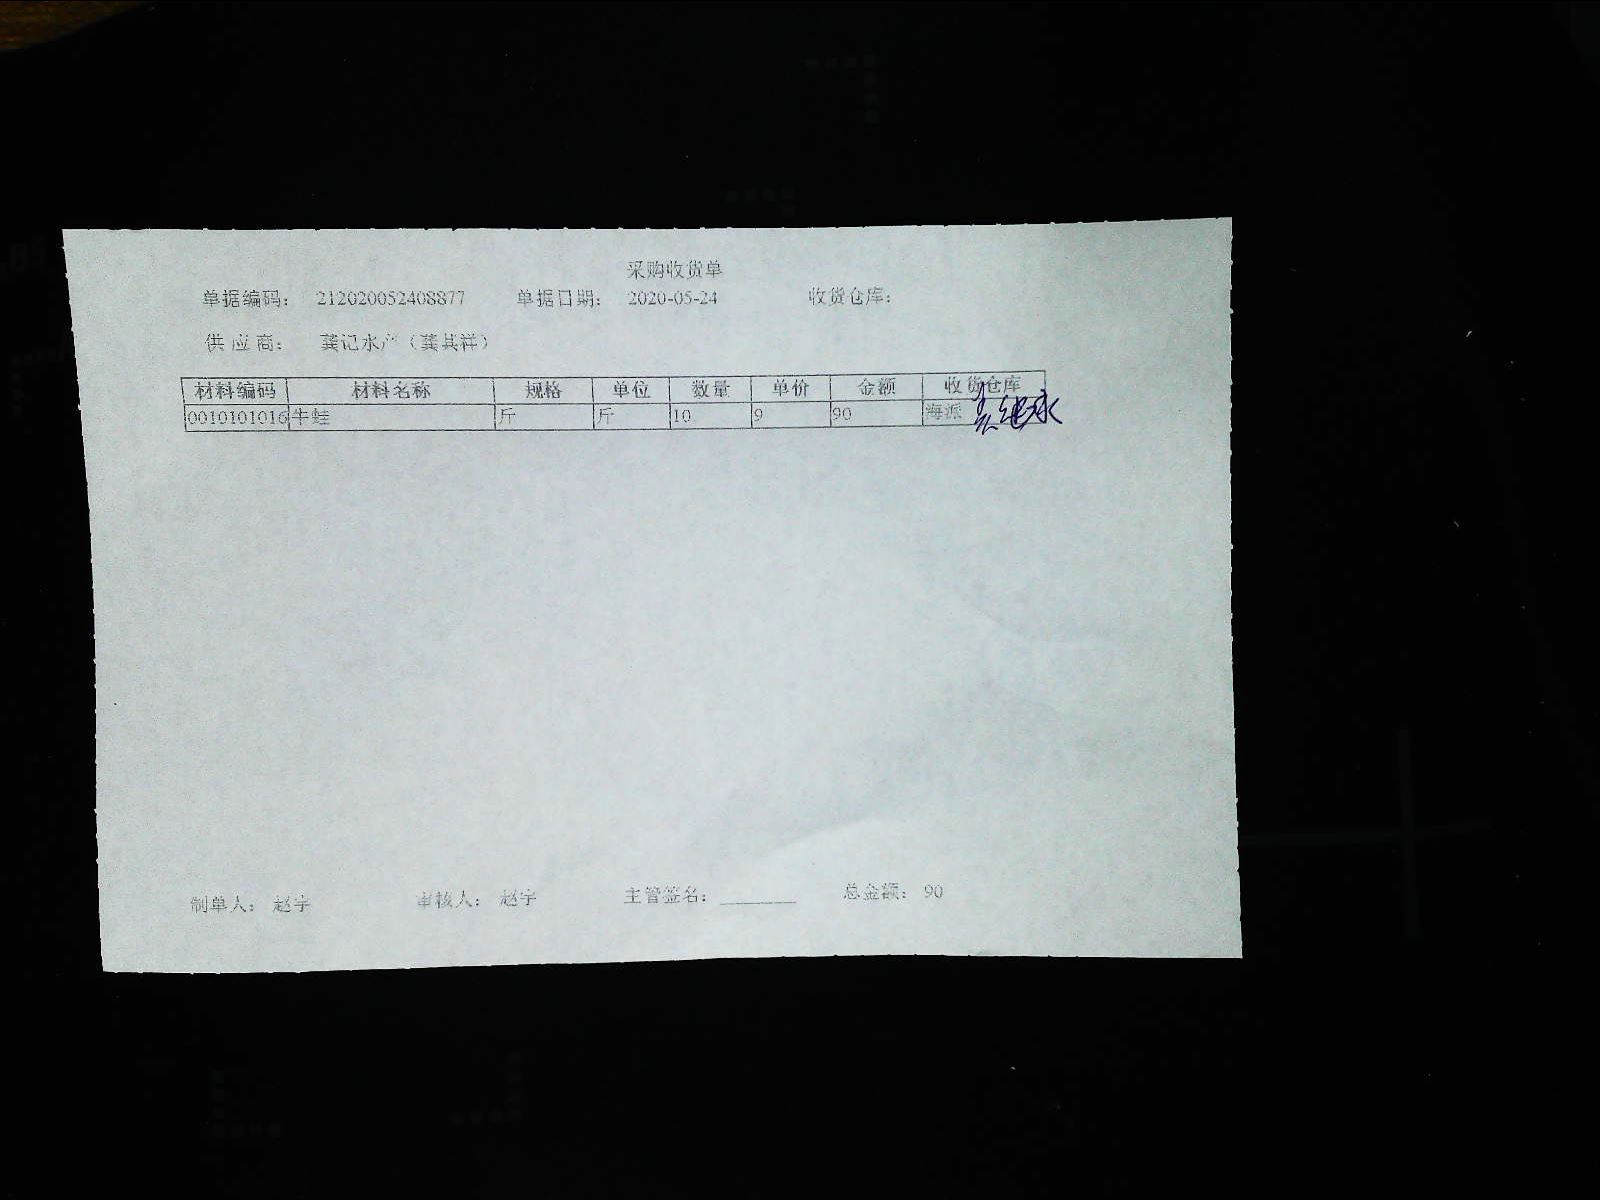 采购收货单
单据编码： 212020052408877 单据日期： 2020-05-24 收货仓库：
供 应 商： 龚记水产（龚其祥）
材料编码 材料名称 规格 单位 数量 单价 金额 收货仓库
0010101016 牛蛙 斤 斤 10 9 90 海派
制单人： 赵宇 审核人： 赵宇 主管签名：________ 总金额： 90